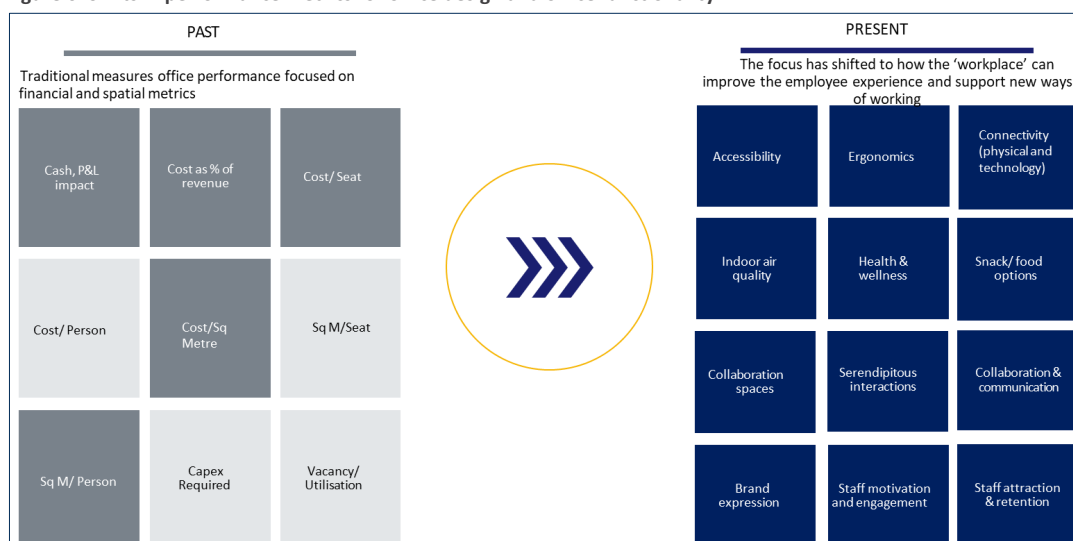 PAST
Traditional measures office performance focused on
financial and spatial metrics
Cash, P&L
impact
Cost as % of
revenue
Cost/ Seat
Cost/ Person
Cost/Sq
Metre
Sq M/Seat
Sq M/ Person
Capex
Required
Vacancy/
Utilisation
PRESENT
The focus has shifted to how the ‘workplace’ can
improve the employee experience and support new ways
of working
Accessibility
Ergonomics
Connectivity
(physical and
technology)
Indoor air
quality
Health &
wellness
Snack/ food
options
Collaboration
spaces
Serendipitous
interactions
Collaboration &
communication
Brand
expression
Staff motivation
and engagement
Staff attraction
& retention